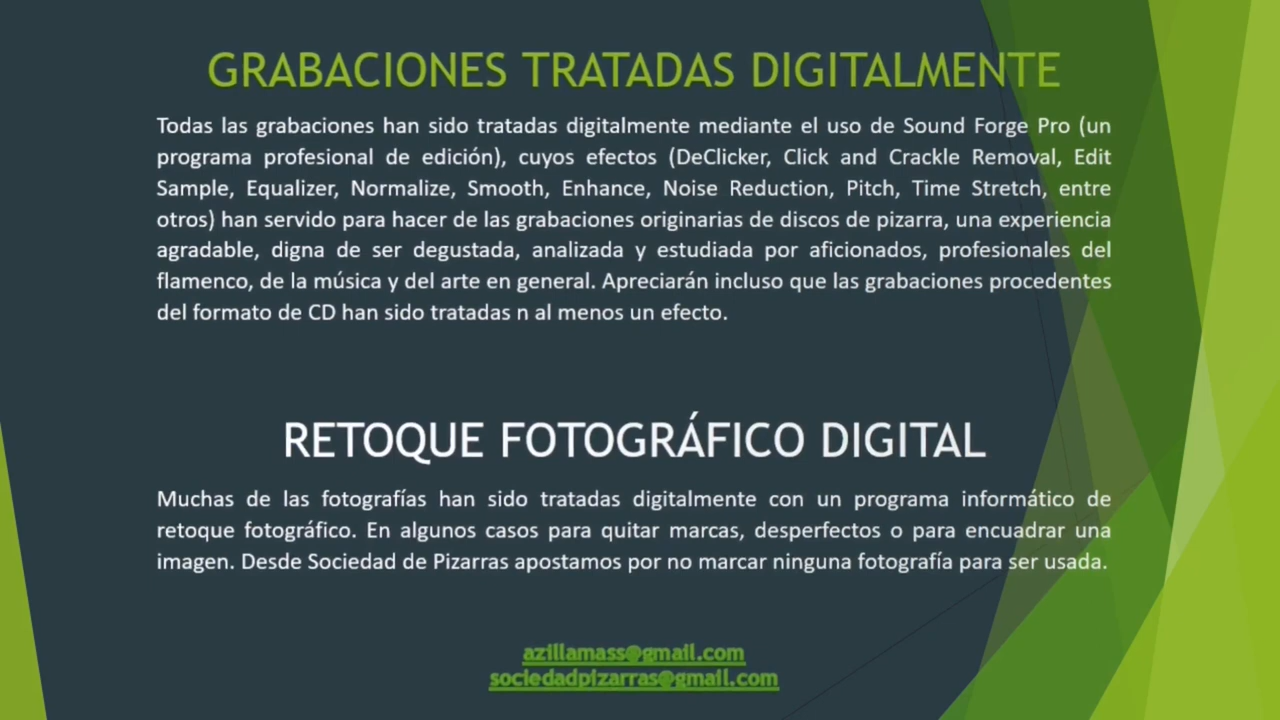 GRABACIONES TRATADAS DIGITALMENTE
Todas las grabaciones han sido tratadas digitalmente mediante el uso de Sound Forge Pro (un
programa profesional de edición), cuyos efectos (DeClicker, Click and Crackle Removal, Edit
Sample, Equalizer, Normalize, Smooth, Enhance, Noise Reduction, Pitch, Time Stretch, entre
otros) han servido para hacer de las grabaciones originarias de discos de pizarra, una experiencia
agradable, digna de ser degustada, analizada y estudiada por aficionados, profesionales del
flamenco, de la música y del arte en general. Apreciarán incluso que las grabaciones procedentes
del formato de CD han sido tratadas n al menos un efecto.
RETOQUE FOTOGRÁFICO DIGITAL
Muchas de las fotografías han sido tratadas digitalmente con un programa informático de
retoque fotográfico. En algunos casos para quitar marcas, desperfectos o para encuadrar una
imagen. Desde Sociedad de Pizarras apostamos por no marcar ninguna fotografía para ser usada.
azillamass@gmail.com
sociedadpizarras@gmail.com